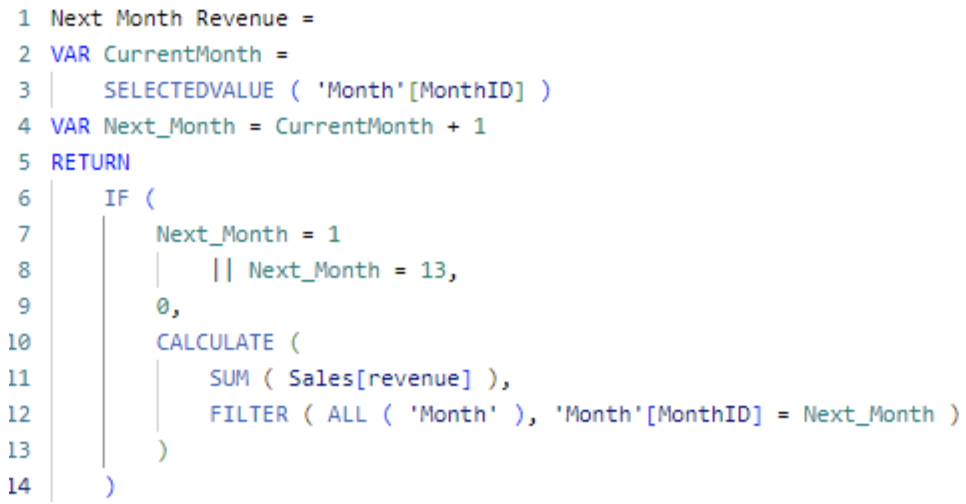 1 Next Month Revenue =
2 VAR CurrentMonth =
3 SELECTEDVALUE ( 'Month'[MonthID] )
4 VAR Next_Month = CurrentMonth + 1
5 RETURN
6 IF (
7 Next_Month = 1
8 || Next_Month = 13,
9 0,
10 CALCULATE (
11 SUM ( Sales[revenue] ),
12 FILTER ( ALL ( 'Month' ), 'Month'[MonthID] = Next_Month )
13 )
14 )